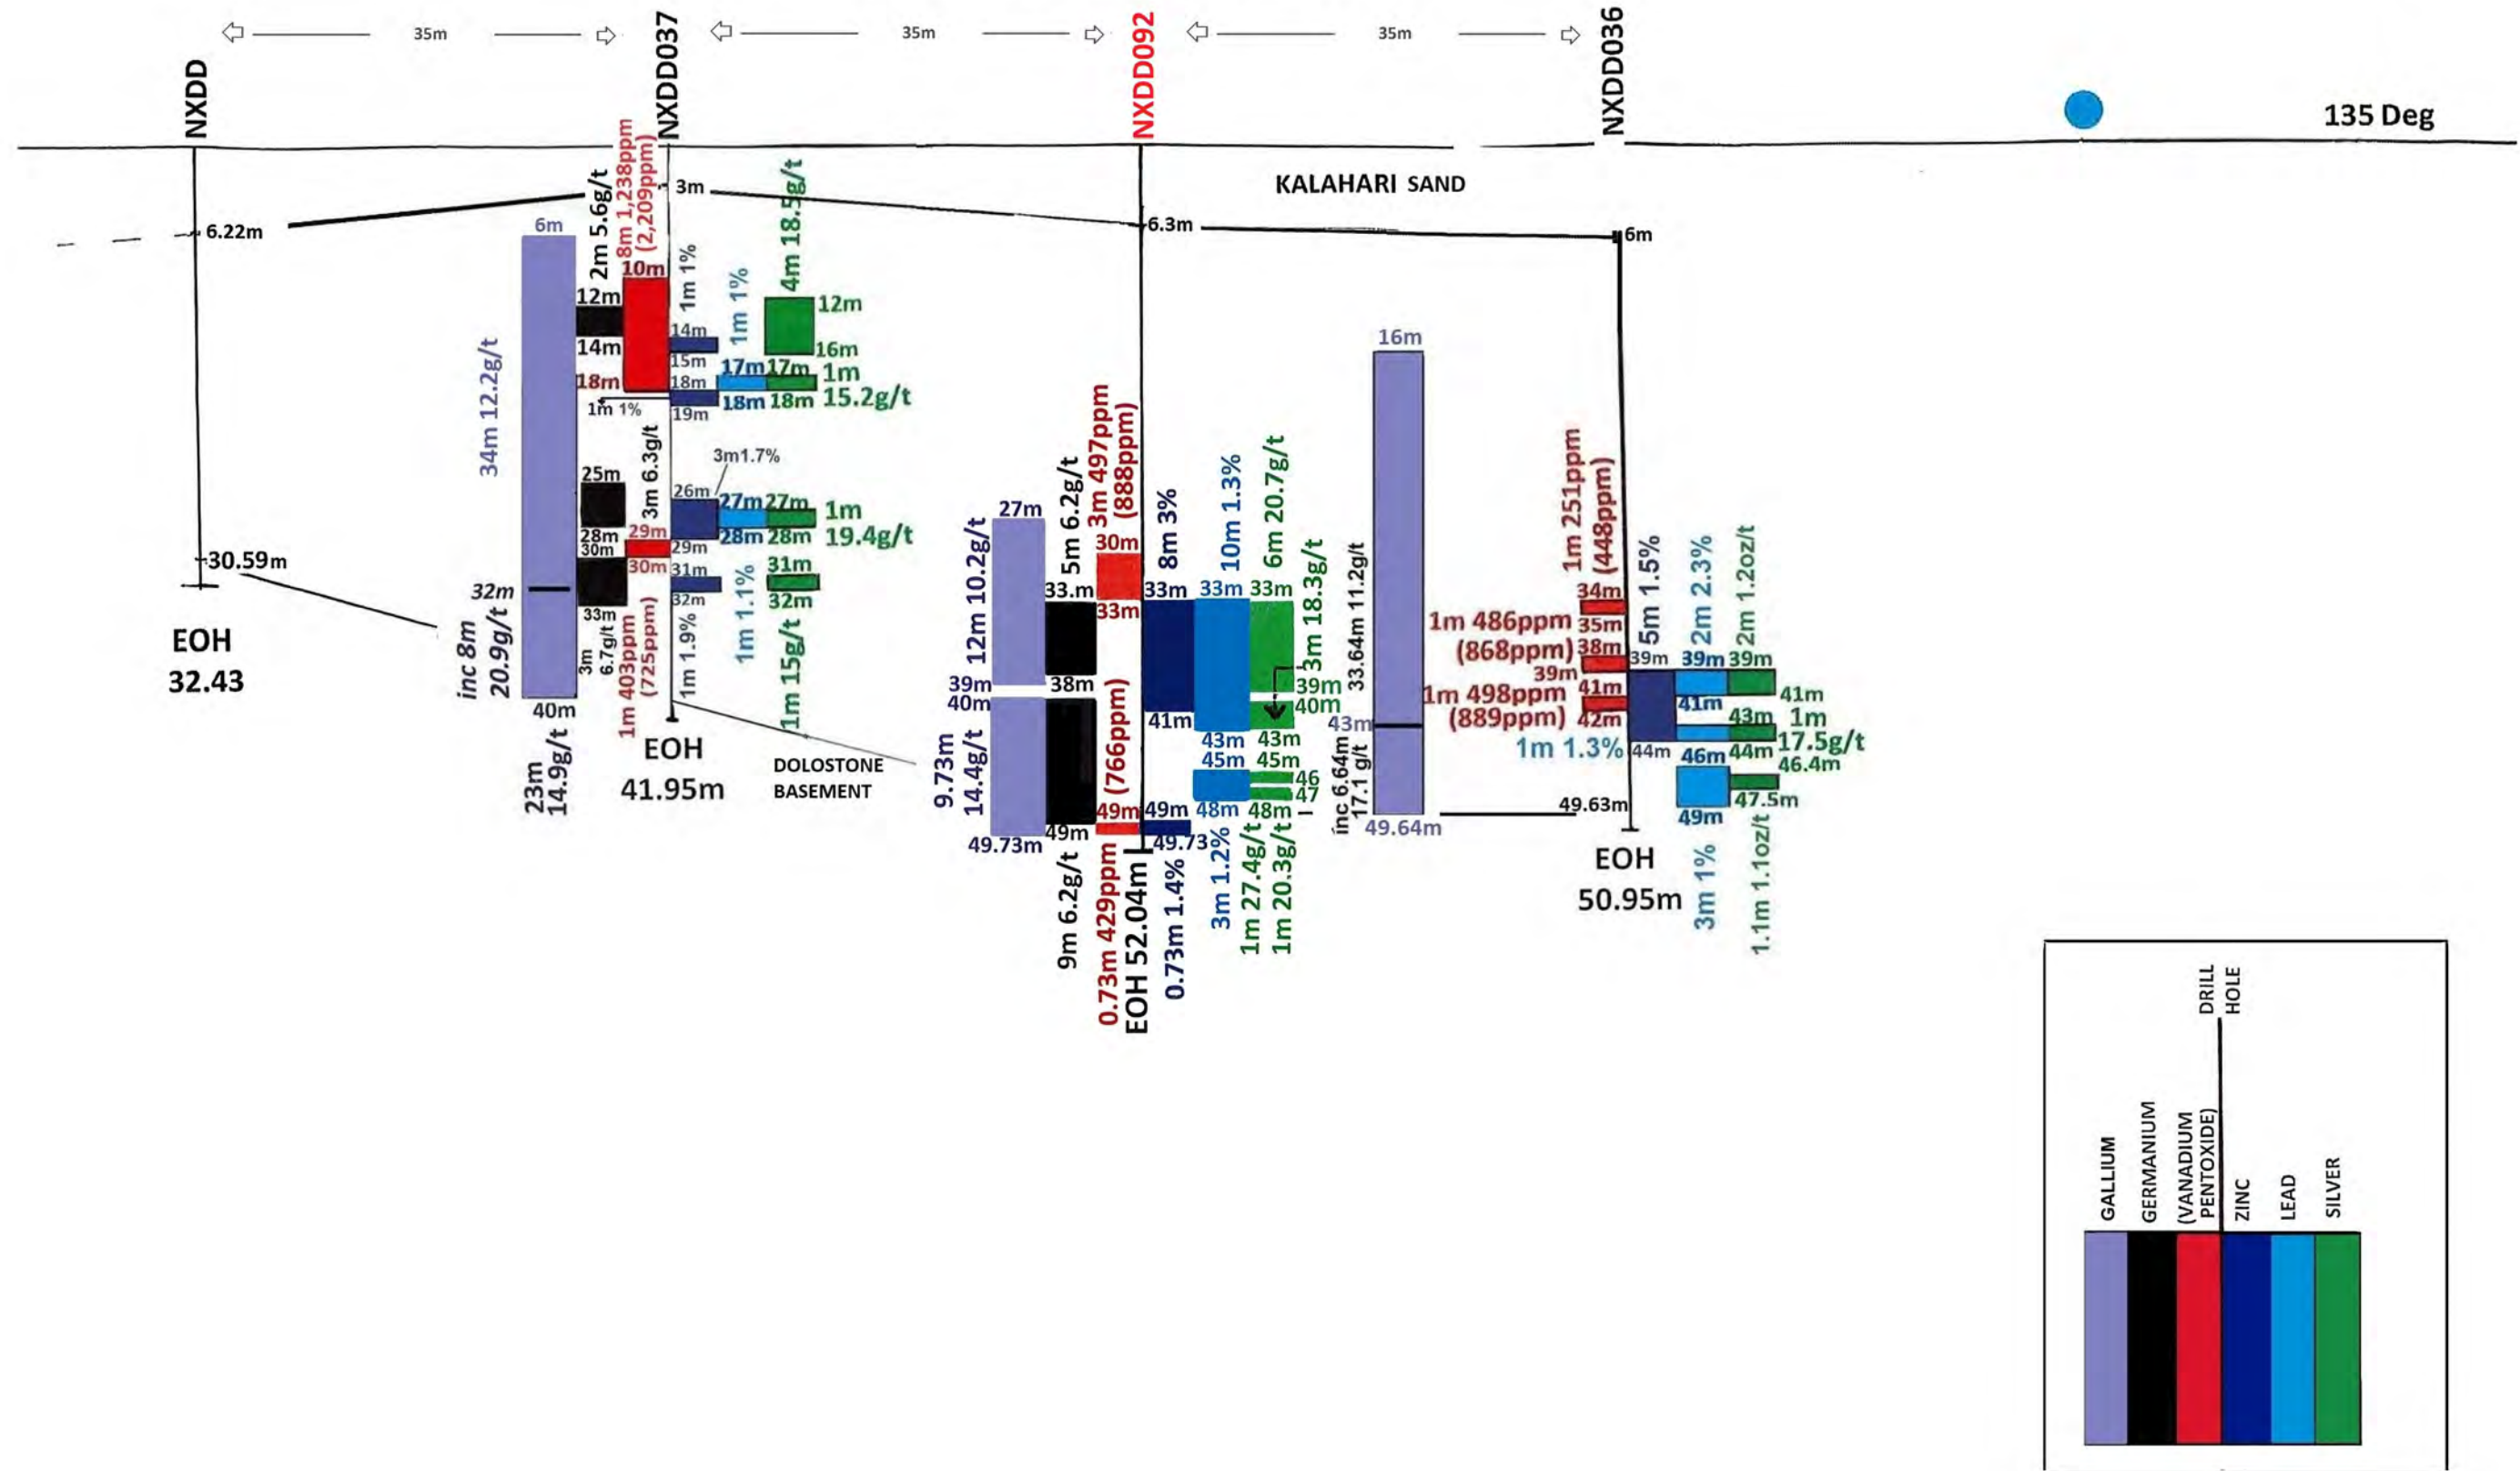 35m
35m
35m
NXDD
NXDD037
NXDD092
NXDD036
135 Deg
KALAHARI SAND
6.22m
3m
6.3m
6m
30.59m
EOH
32.43
6m
34m 12.2g/t
32m
inc 8m
20.9g/t
40m
23m
14.9g/t
2m 5.6g/t
12m
14m
8m 1,238ppm
(2,209ppm)
10m
18m
1m 1%
1m 1%
14m
15m
18m
19m
1m 1%
17m
18m
4m 18.5g/t
12m
16m
17m
18m
1m
15.2g/t
25m
28m
3m 6.3g/t
30m
33m
3m
6.7g/t
29m
30m
1m 403ppm
(725ppm)
3m1.7%
26m
29m
31m
32m
1m 1.9%
27m
28m
1m 1.1%
27m
28m
1m
19.4g/t
31m
32m
1m 15g/t
EOH
41.95m
DOLOSTONE
BASEMENT
27m
12m 10.2g/t
39m
40m
9.73m
14.4g/t
49.73m
5m 6.2g/t
33.m
38m
49m
9m 6.2g/t
3m 497ppm
(888ppm)
30m
33m
(766ppm)
49m
0.73m 429ppm
EOH 52.04m
8m 3%
33m
41m
49m
49.73
0.73m 1.4%
10m 1.3%
33m
43m
45m
48m
3m 1.2%
6m 20.7g/t
33m
39m
40m
3m 18.3g/t
43m
45m
46
47
48m
1m 27.4g/t
1m 20.3g/t
16m
33.64m 11.2g/t
43m
inc 6.64m
17.1 g/t
49.64m
1m 251ppm
(448ppm)
34m
35m
1m 486ppm
(868ppm)
38m
39m
1m 498ppm
(889ppm)
41m
42m
1m 1.3%
5m 1.5%
39m
44m
49.63m
2m 2.3%
39m
41m
46m
49m
3m 1%
2m 1.2oz/t
39m
41m
43m
44m
1m
17.5g/t
46.4m
47.5m
1.1m 1.1oz/t
EOH
50.95m
DRILL
HOLE
GALLIUM
GERMANIUM
(VANADIUM
PENTOXIDE)
ZINC
LEAD
SILVER